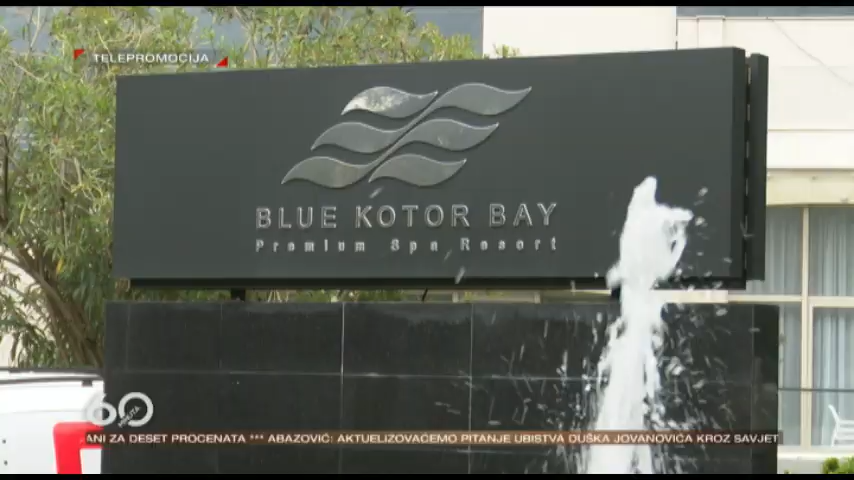 TELEPROMOCIJA
BLUE KOTOR BAY
Premium Spa Resort
60
MINUTA
ANI ZA DESET PROCENATA *** ABAZOVIĆ: AKTUELIZOVAĆEMO PITANJE UBISTVA DUŠKA JOVANOVIĆA KROZ SAVJET